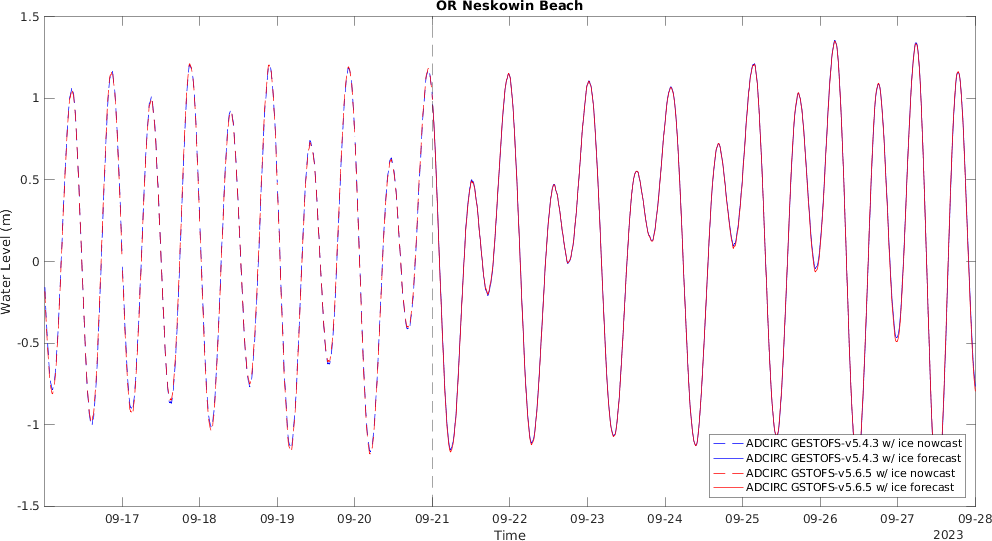 OR Neskowin Beach
Water Level (m)
1.5
1
0.5
0
-0.5
-1
-1.5
ADCIRC GESTOFS-v5.4.3 w/ ice nowcast
ADCIRC GESTOFS-v5.4.3 w/ ice forecast
ADCIRC GSTOFS-v5.6.5 w/ ice nowcast
ADCIRC GSTOFS-v5.6.5 w/ ice forecast
09-17 09-18 09-19 09-20 09-21 09-22 09-23 09-24 09-25 09-26 09-27 09-28
Time
2023